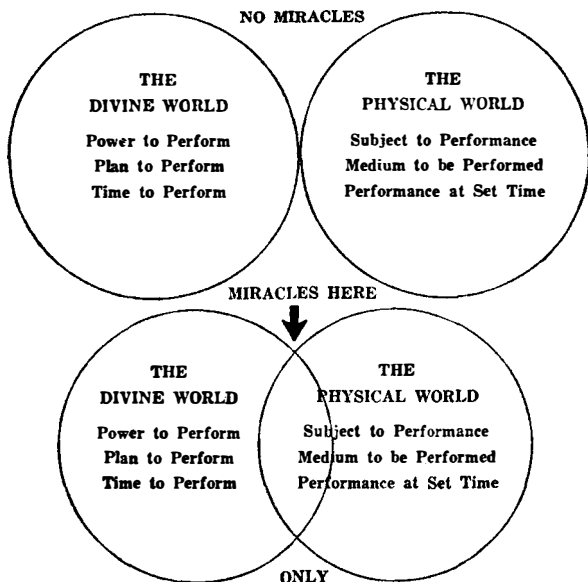 NO MIRACLES
THE
DIVINE WORLD
Power to Perform
Plan to Perform
Time to Perform
THE
PHYSICAL WORLD
Subject to Performance
Medium to be Performed
Performance at Set Time
MIRACLES HERE
THE
DIVINE WORLD
Power to Perform
Plan to Perform
Time to Perform
THE
PHYSICAL WORLD
Subject to Performance
Medium to be Performed
Performance at Set Time
ONLY